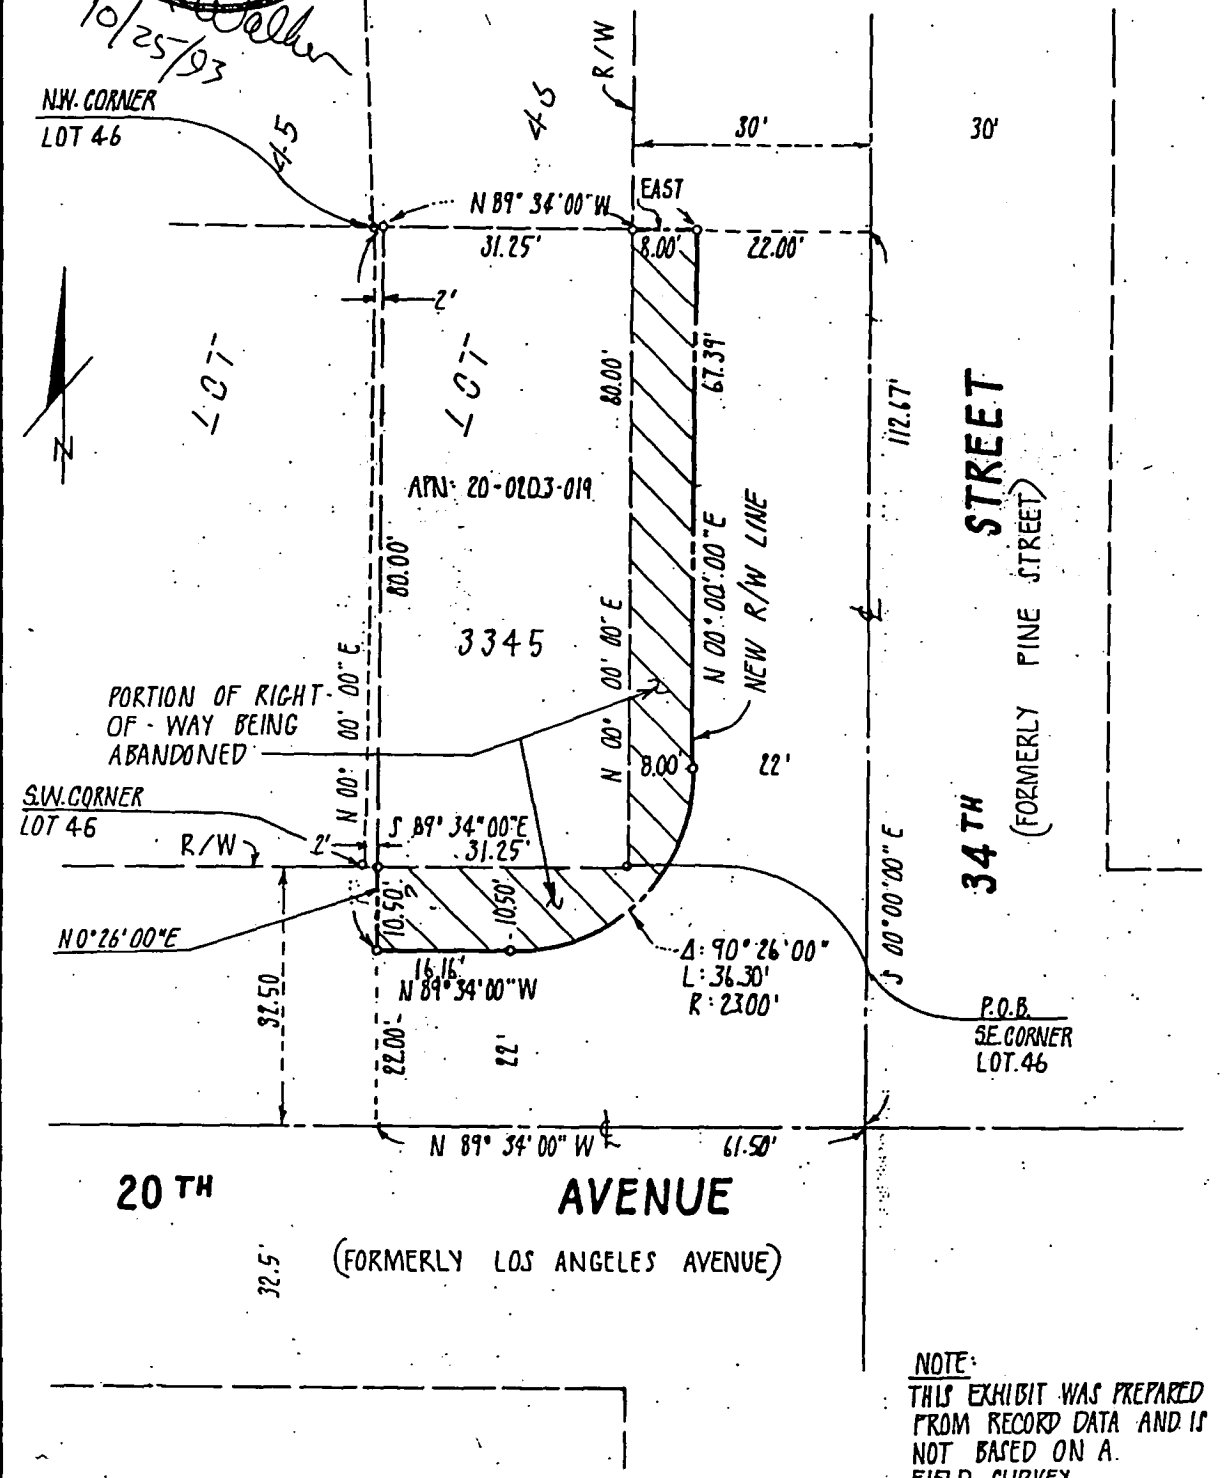 Walker
10/25/93
N.W. CORNER
LOT 46
45
46
R/W
30'
30'
N 89° 34' 00" W
EAST
31.25'
8.00'
22.00'
2'
LOT
LOT
80.00'
67.39'
112.67'
N
APN: 20-0203-019
80.00'
3345
N 00° 00' 00" E
N 00° 00' 00" E
N 00° 00' 00" E
NEW R/W LINE
34TH STREET
(FORMERLY PINE STREET)
PORTION OF RIGHT-
OF-WAY BEING
ABANDONED
8.00'
22'
S.W. CORNER
LOT 46
R/W
2'
S 89° 34' 00" E
31.25'
10.50'
10.50'
S 00° 00' 00" E
N 0° 26' 00" E
16.16'
N 89° 34' 00" W
Δ: 90° 26' 00"
L: 36.30'
R: 23.00'
32.50
22.00'
22'
P.O.B.
S.E. CORNER
LOT. 46
N 89° 34' 00" W
61.50'
20TH AVENUE
(FORMERLY LOS ANGELES AVENUE)
32.5'
NOTE:
THIS EXHIBIT WAS PREPARED
FROM RECORD DATA AND IS
NOT BASED ON A
FIELD SURVEY